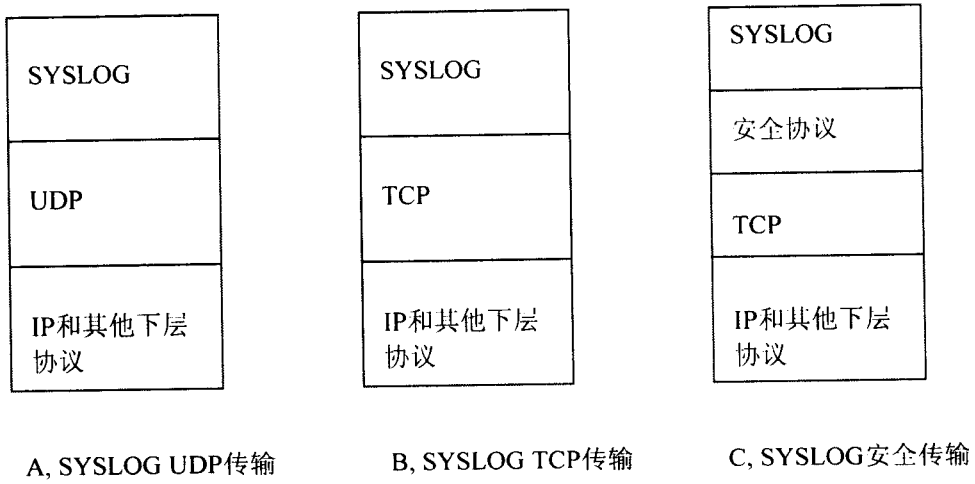 SYSLOG
UDP
IP和其他下层
协议
A, SYSLOG UDP传输
SYSLOG
TCP
IP和其他下层
协议
B, SYSLOG TCP传输
SYSLOG
安全协议
TCP
IP和其他下层
协议
C, SYSLOG安全传输